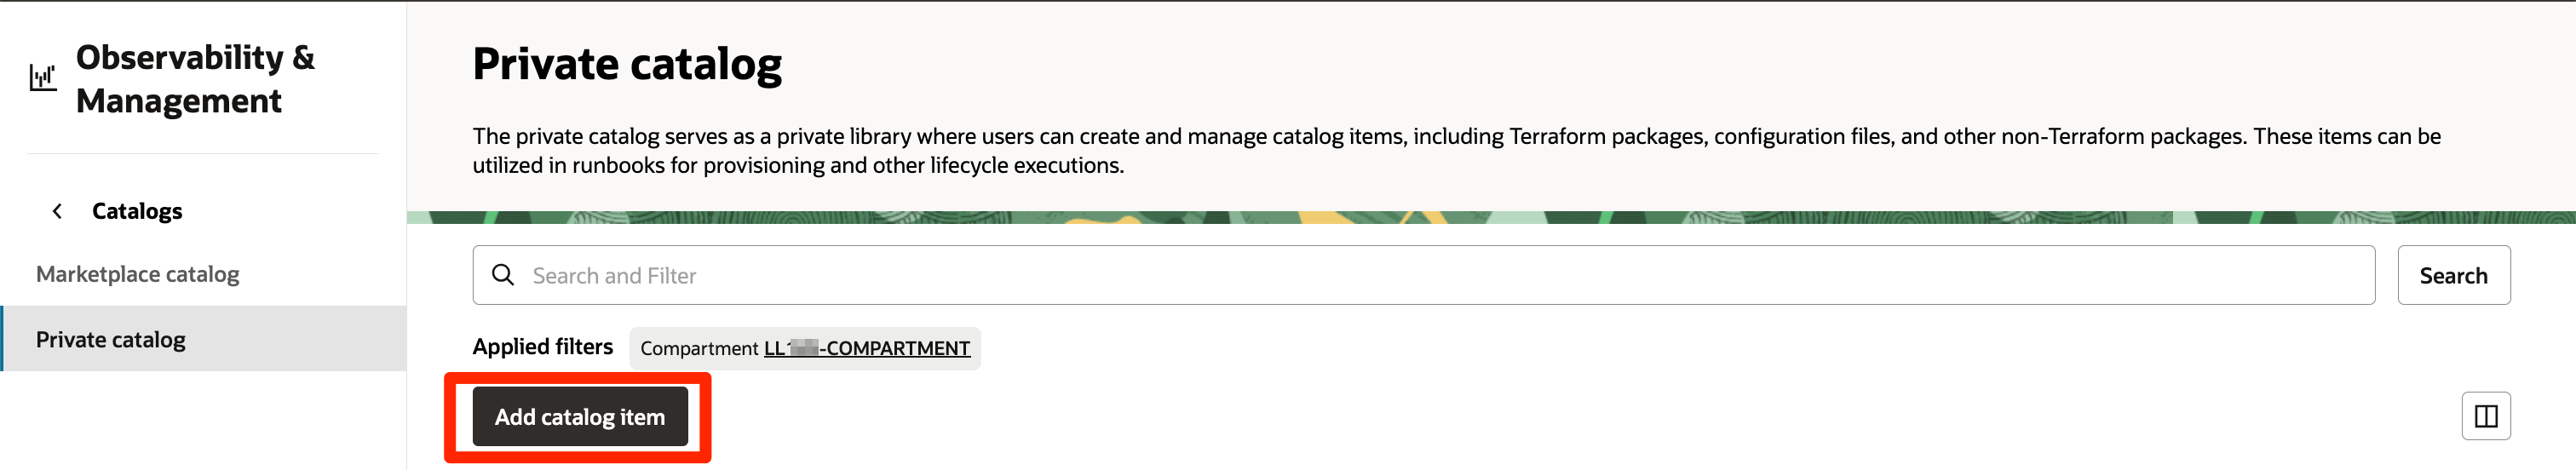 Observability &
Management
Catalogs
Marketplace catalog
Private catalog
Private catalog
The private catalog serves as a private library where users can create and manage catalog items, including Terraform packages, configuration files, and other non-Terraform packages. These items can be
utilized in runbooks for provisioning and other lifecycle executions.
Search and Filter
Search
Applied filters
Compartment -COMPARTMENT
Add catalog item